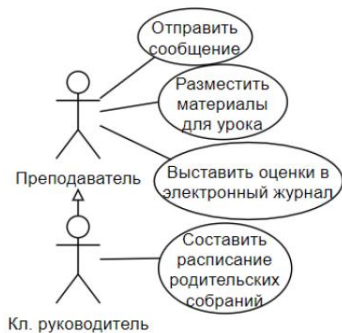 Отправить
сообщение
Разместить
материалы
для урока
Преподаватель
Выставить оценки в
электронный журнал
Составить
расписание
родительских
собраний
Кл. руководитель